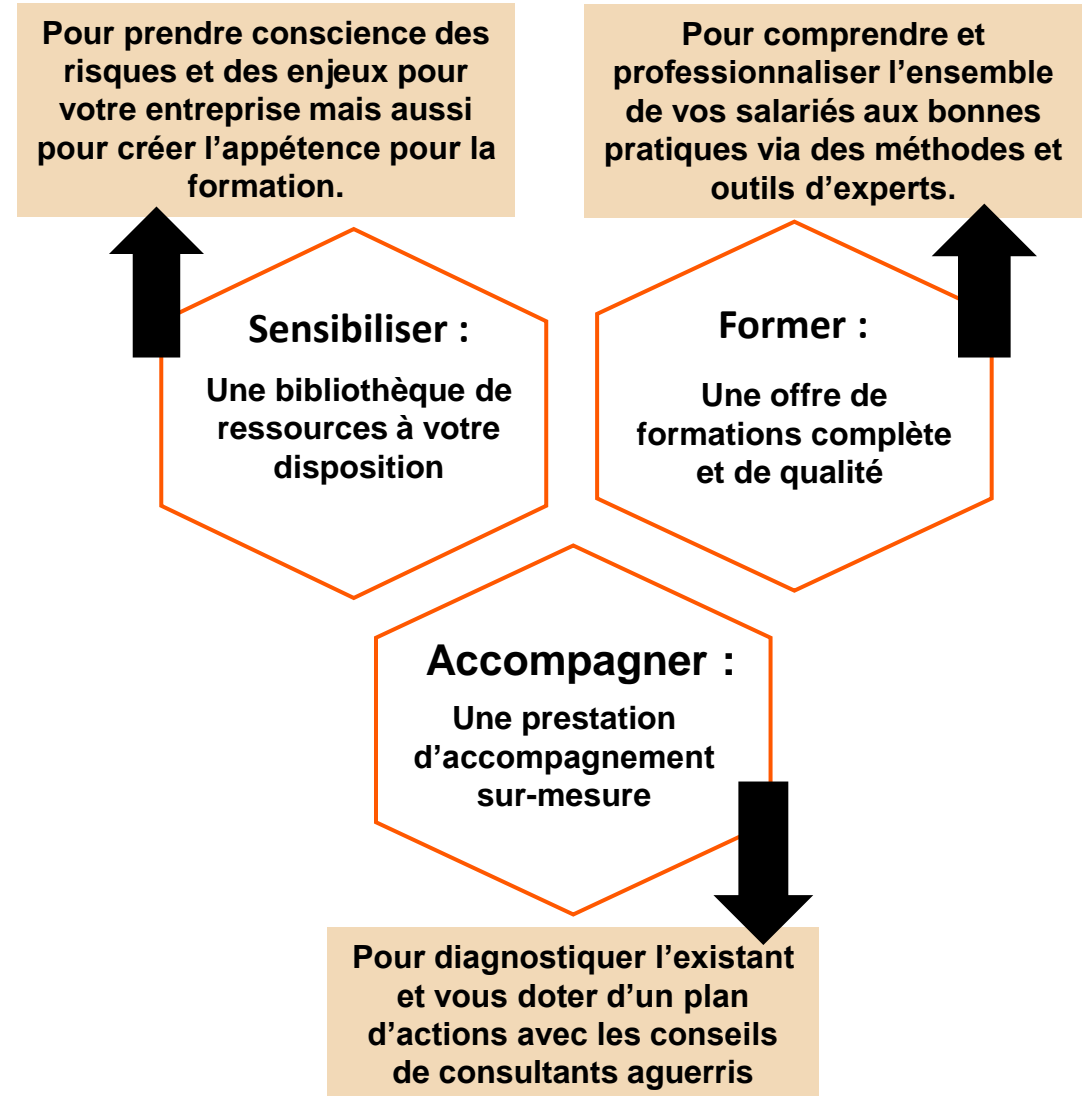 Pour prendre conscience des
risques et des enjeux pour
votre entreprise mais aussi
pour créer l’appétence pour la
formation.
Pour comprendre et
professionnaliser l’ensemble
de vos salariés aux bonnes
pratiques via des méthodes et
outils d’experts.
Sensibiliser :
Une bibliothèque de
ressources à votre
disposition
Former :
Une offre de
formations complète
et de qualité
Accompagner :
Une prestation
d’accompagnement
sur-mesure
Pour diagnostiquer l’existant
et vous doter d’un plan
d’actions avec les conseils
de consultants aguerris